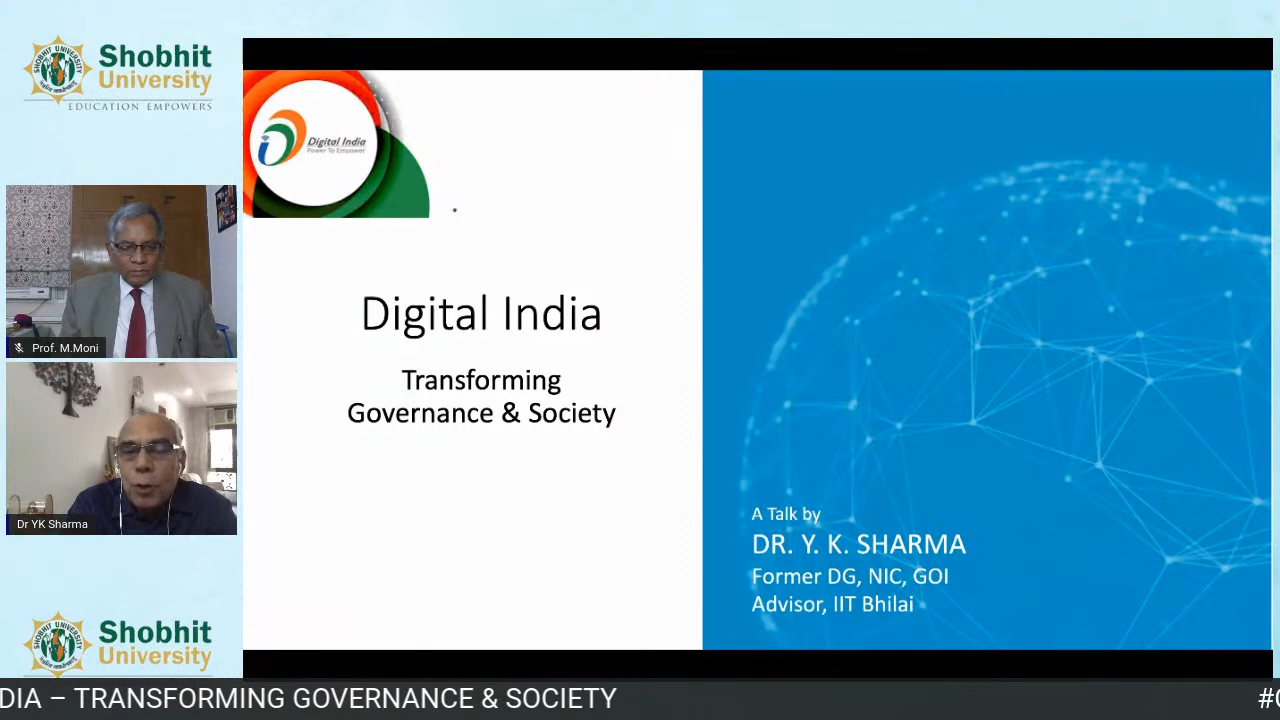 Shobhit
University
EDUCATION EMPOWERS
Prof. M.Moni
Dr YK Sharma
Shobhit
University
Digital India
Power To Empower
Digital India
Transforming
Governance & Society
A Talk by
DR. Y. K. SHARMA
Former DG, NIC, GOI
Advisor, IIT Bhilai
DIA – TRANSFORMING GOVERNANCE & SOCIETY